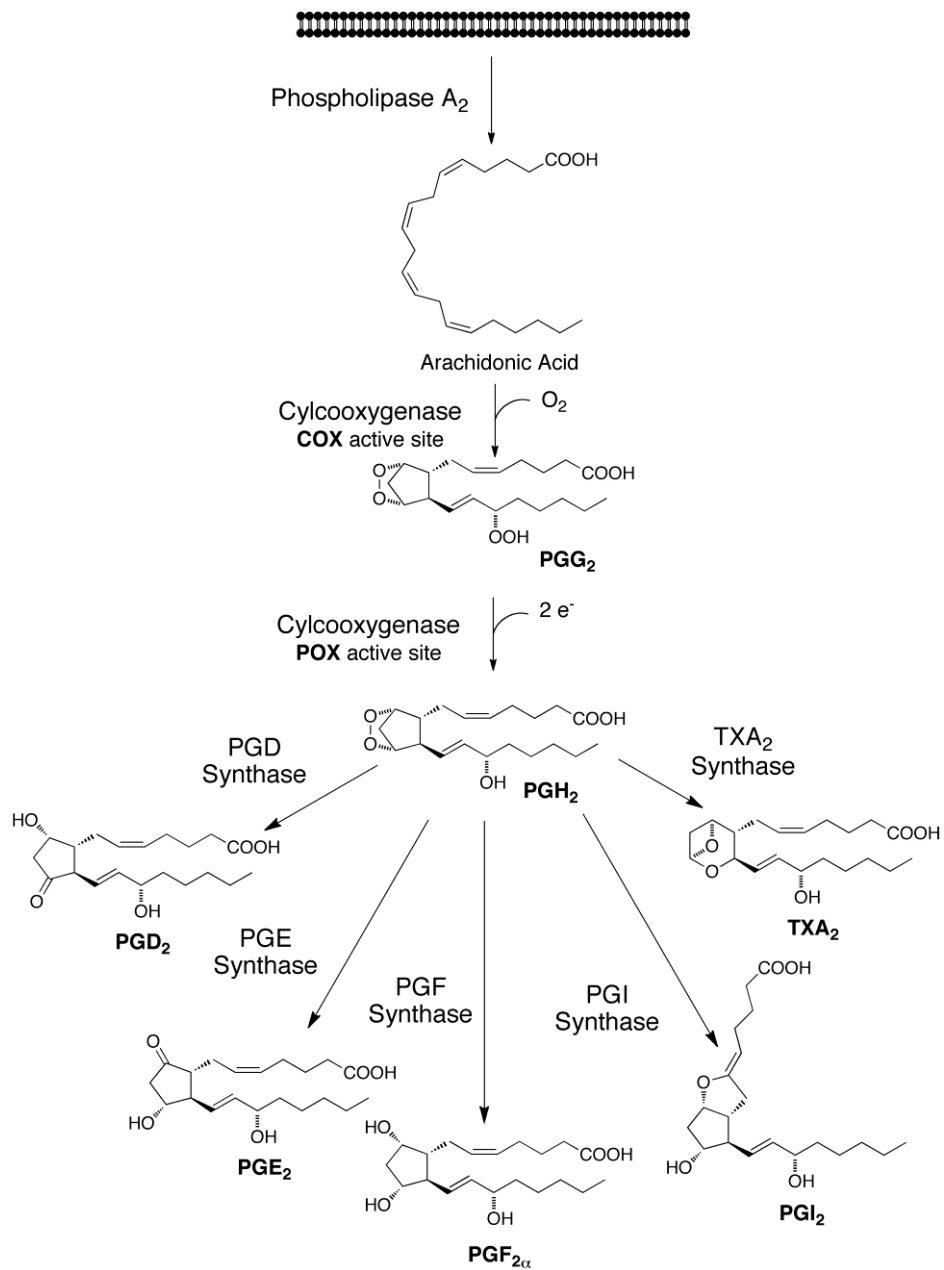 Phospholipase A2
COOH
Arachidonic Acid
Cylcooxygenase
COX active site
O2
O
O
COOH
OOH
PGG2
Cylcooxygenase
POX active site
2 e-
O
O
COOH
OH
PGH2
PGD
Synthase
TXA2
Synthase
HO
COOH
O
OH
PGD2
O
O
COOH
OH
TXA2
PGE
Synthase
PGF
Synthase
PGI
Synthase
O
COOH
HO
OH
PGE2
HO
COOH
HO
OH
PGF2α
COOH
O
HO
OH
PGI2